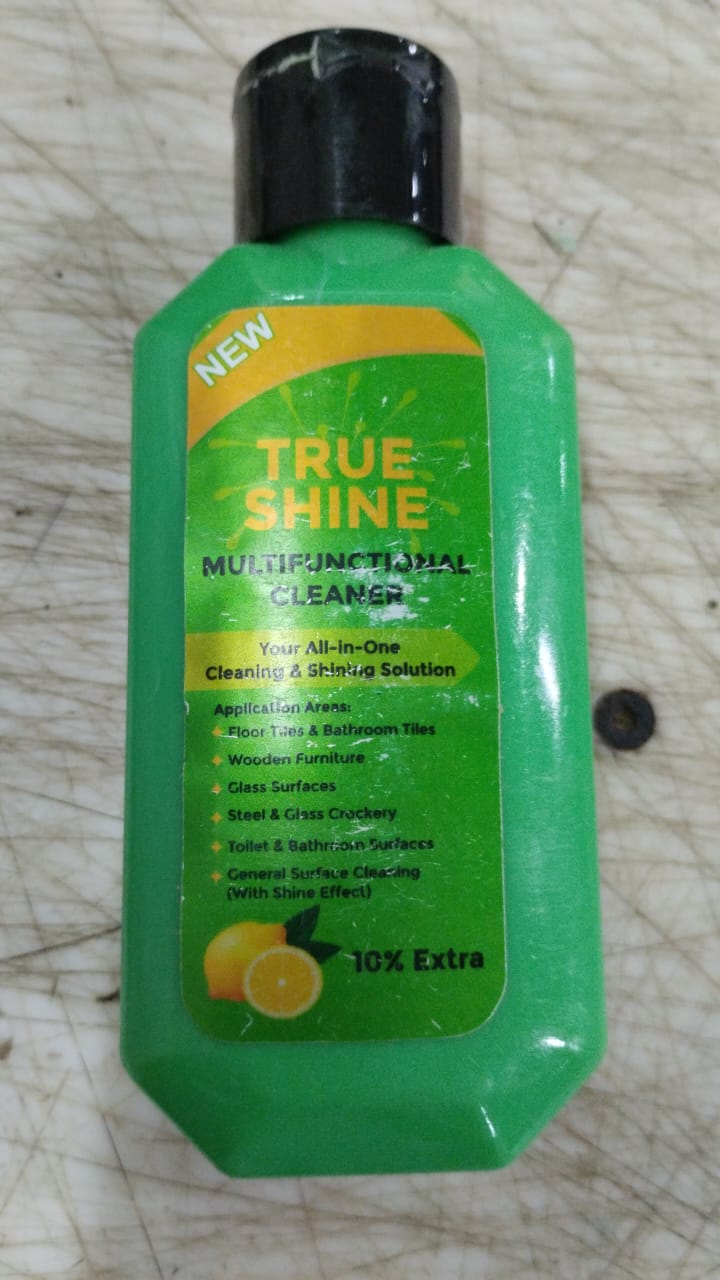 NEW
TRUE
SHINE
MULTIFUNCTIONAL
CLEANER
Your All-in-One
Cleaning & Shining Solution
Application Areas:
Floor Tiles & Bathroom Tiles
Wooden Furniture
Glass Surfaces
Steel & Glass Crockery
Toilet & Bathroom Surfaces
General Surface Cleaning
(With Shine Effect)
10% Extra